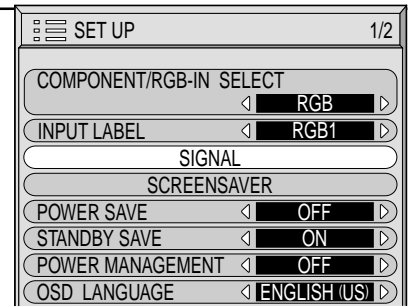 SET UP 1/2
COMPONENT/RGB-IN SELECT
RGB
INPUT LABEL RGB1
SIGNAL
SCREENSAVER
POWER SAVE OFF
STANDBY SAVE ON
POWER MANAGEMENT OFF
OSD LANGUAGE ENGLISH (US)